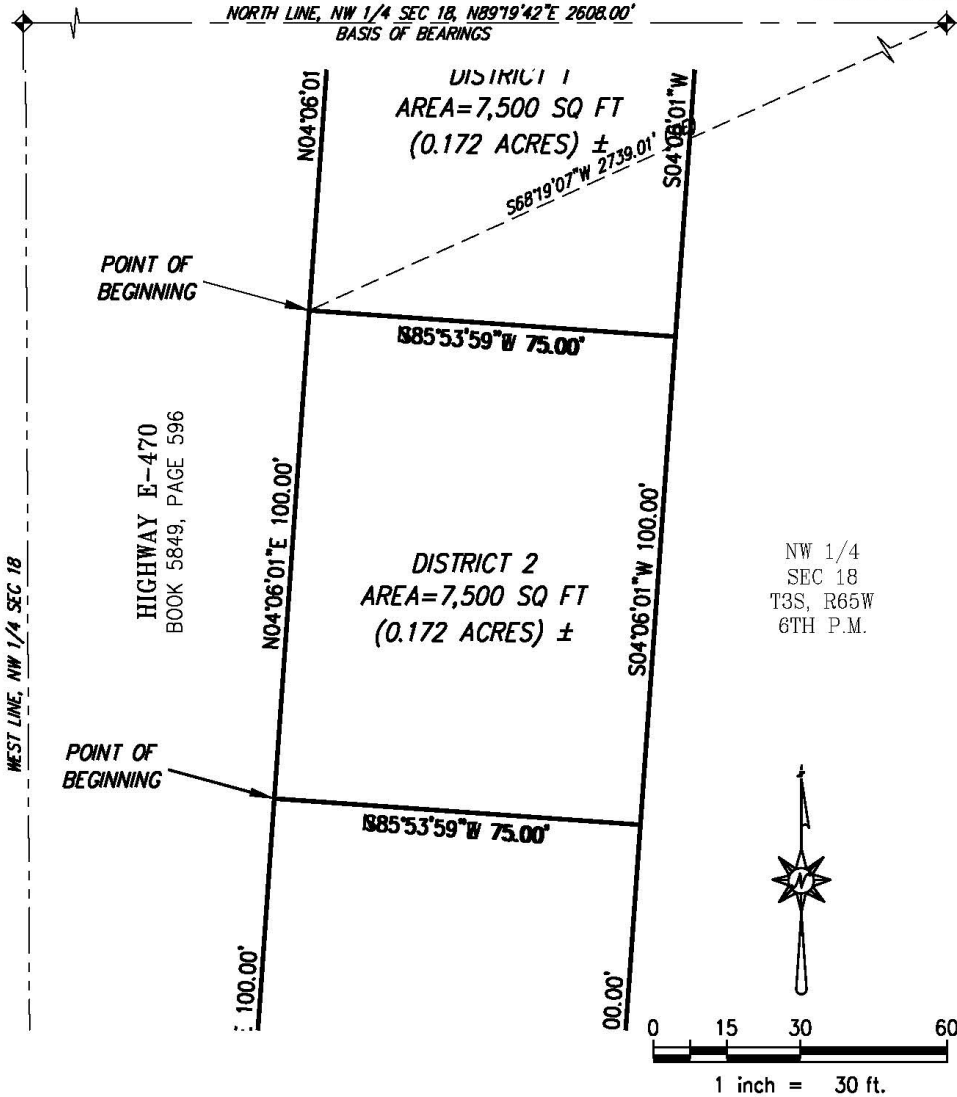 NORTH LINE, NW 1/4 SEC 18, N89°19'42"E 2608.00'
BASIS OF BEARINGS
DISTRICT 1
AREA=7,500 SQ FT
(0.172 ACRES) ±
N04°06'01
S04°06'01"W
S68°19'07"W 2739.01'
POINT OF
BEGINNING
85°53'59" 75.00'
HIGHWAY E-470
BOOK 5849, PAGE 596
N04°06'01"E 100.00'
DISTRICT 2
AREA=7,500 SQ FT
(0.172 ACRES) ±
S04°06'01"W 100.00'
NW 1/4
SEC 18
T3S, R65W
6TH P.M.
WEST LINE, NW 1/4 SEC 18
POINT OF
BEGINNING
85°53'59" 75.00'
N
100.00'
00.00'
0 15 30 60
1 inch = 30 ft.